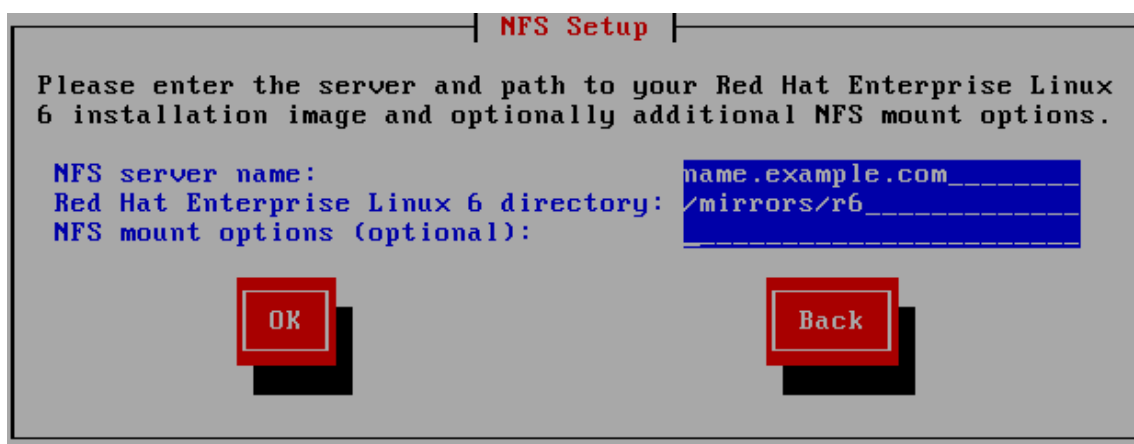 NFS Setup
Please enter the server and path to your Red Hat Enterprise Linux
6 installation image and optionally additional NFS mount options.
NFS server name: name.example.com________
Red Hat Enterprise Linux 6 directory: /mirrors/r6_____________
NFS mount options (optional): ________________________
OK Back